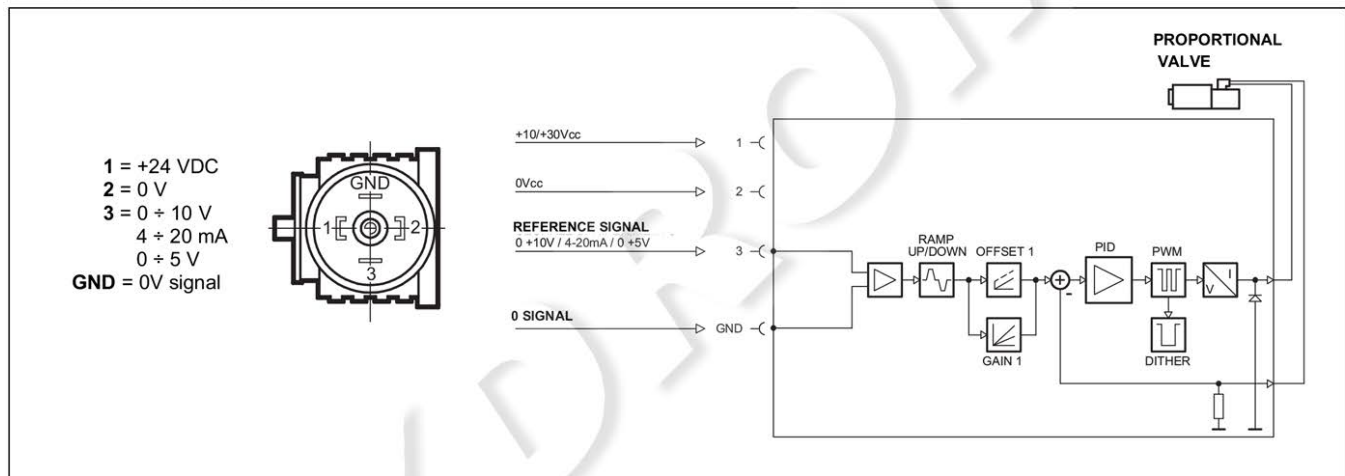 1 = +24 VDC
2 = 0 V
3 = 0 ÷ 10 V
4 ÷ 20 mA
0 ÷ 5 V
GND = 0V signal
GND
1
2
3
+10/+30Vcc
1
0Vcc
2
REFERENCE SIGNAL
0 +10V / 4-20mA / 0 +5V
3
0 SIGNAL
GND
PROPORTIONAL
VALVE
RAMP
UP/DOWN
OFFSET 1
GAIN 1
+
-
PID
PWM
DITHER
V
I